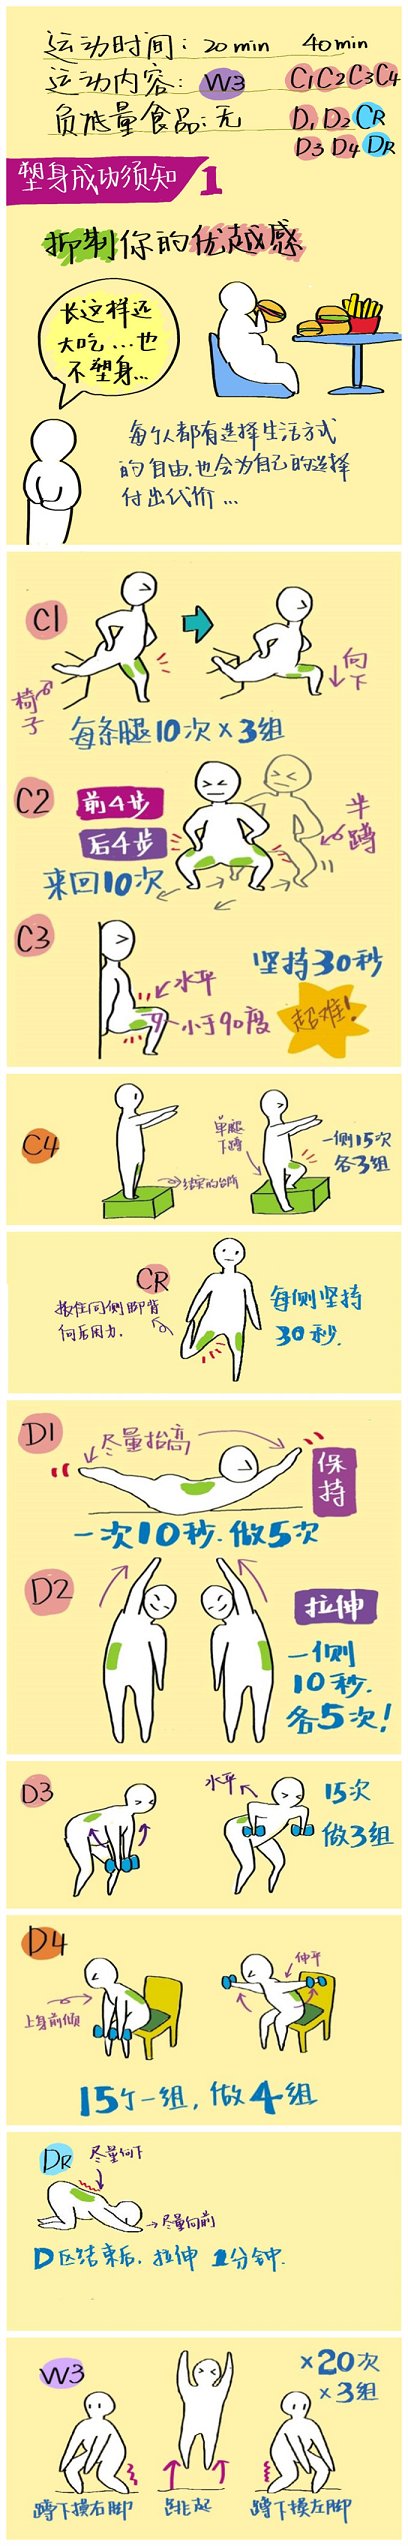 运动时间: 20min 40min
运动内容: W3 C1 C2 C3 C4
负能量食品: 无 D1 D2 CR
D3 D4 DR
塑身成功须知 1
抑制你的优越感
长这样还
大吃...也
不塑身...
每个人都有选择生活方式
的自由,也会为自己的选择
付出代价...
C1
椅子
向下
每条腿10次×3组
C2
前4步
后4步
来回10次
半蹲
C3
水平
小于90度
坚持30秒
超难!
C4
结实的台阶
单腿
下蹲
一侧15次
各3组
CR
扳住同侧脚背
向后用力.
每侧坚持
30秒.
D1
尽量抬高
保持
一次10秒.做5次
D2
拉伸
一侧
10秒.
各5次!
D3
水平
15次
做3组
D4
上身前倾
伸平
15个一组,做4组
DR
尽量向下
尽量向前
D区结束后,拉伸1分钟.
W3
×20次
×3组
蹲下摸右脚 跳起 蹲下摸左脚